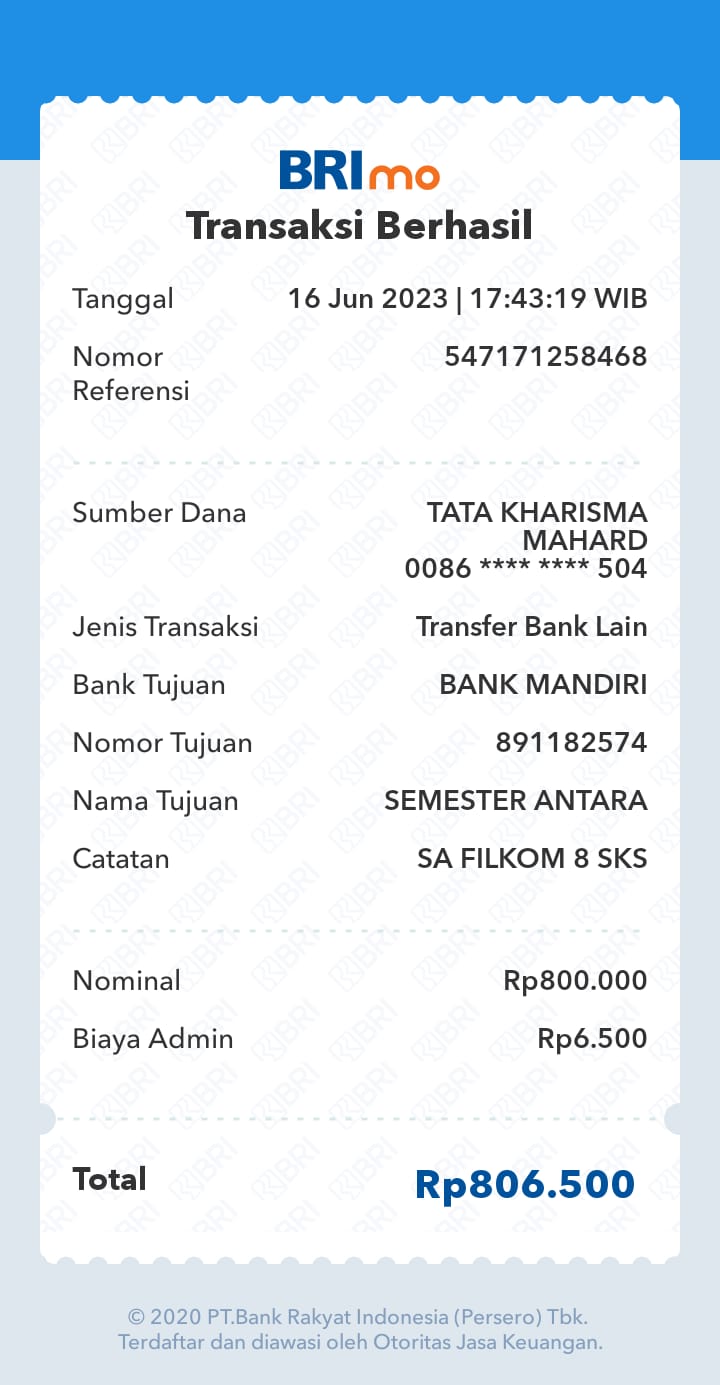 BRImo
Transaksi Berhasil
Tanggal 16 Jun 2023 | 17:43:19 WIB
Nomor Referensi 547171258468
Sumber Dana TATA KHARISMA
MAHARD
0086 **** **** 504
Jenis Transaksi Transfer Bank Lain
Bank Tujuan BANK MANDIRI
Nomor Tujuan 891182574
Nama Tujuan SEMESTER ANTARA
Catatan SA FILKOM 8 SKS
Nominal Rp800.000
Biaya Admin Rp6.500
Total Rp806.500
© 2020 PT.Bank Rakyat Indonesia (Persero) Tbk.
Terdaftar dan diawasi oleh Otoritas Jasa Keuangan.